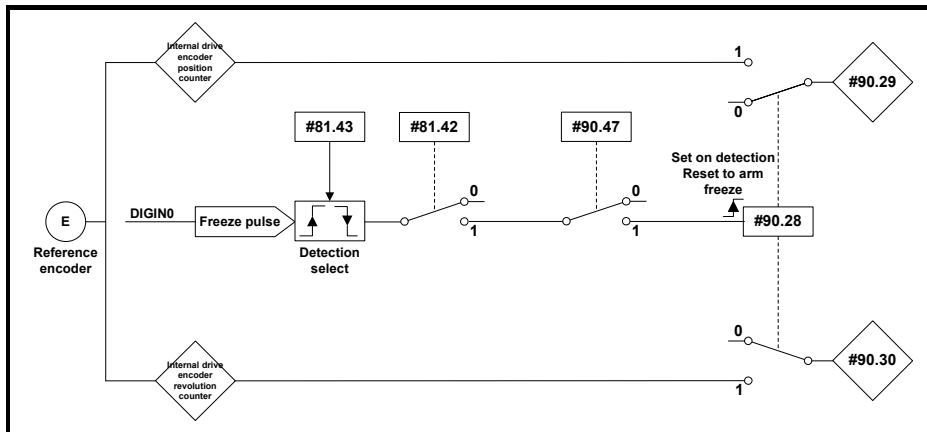 Internal drive
encoder
position
counter
1
0
#90.29
#81.43
#81.42
#90.47
Set on detection
Reset to arm
freeze
E
Reference
encoder
DIGIN0
Freeze pulse
Detection
select
0
1
0
1
#90.28
0
1
#90.30
Internal drive
encoder
revolution
counter